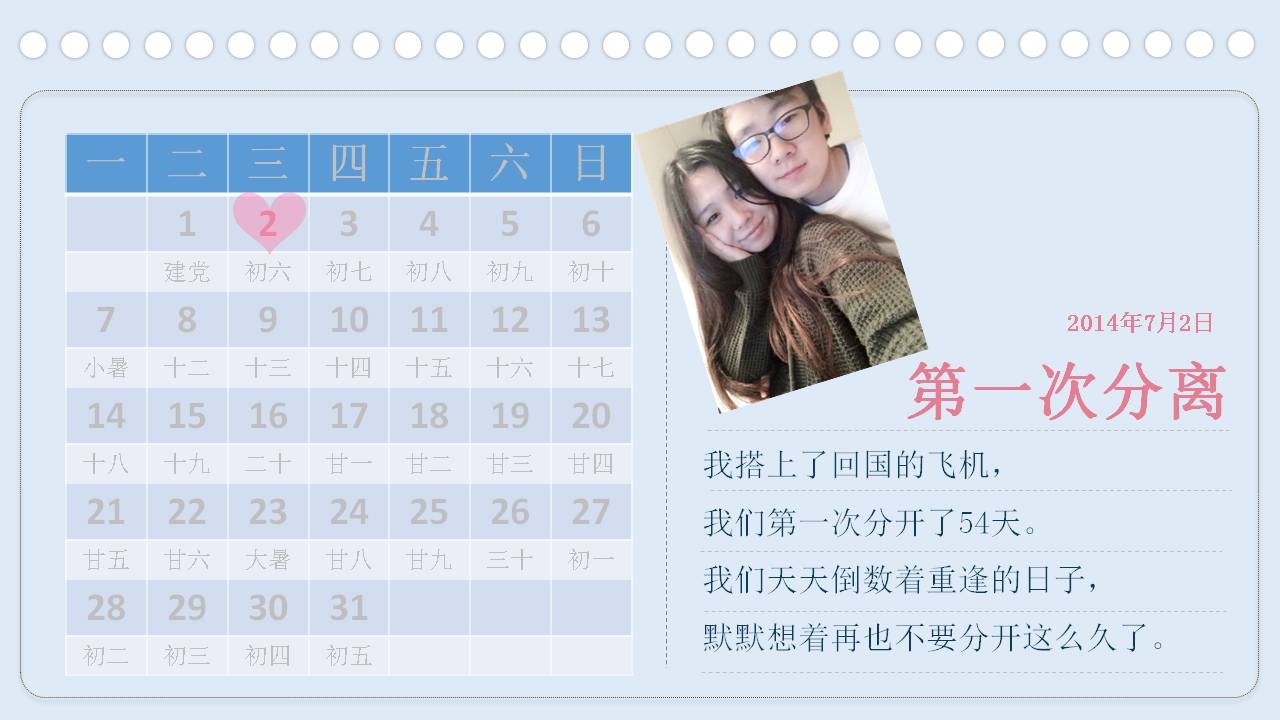 一 二 三 四 五 六 日
1 2 3 4 5 6
建党 初六 初七 初八 初九 初十
7 8 9 10 11 12 13
小暑 十二 十三 十四 十五 十六 十七
14 15 16 17 18 19 20
十八 十九 二十 甘一 甘二 甘三 甘四
21 22 23 24 25 26 27
甘五 甘六 大暑 甘八 甘九 三十 初一
28 29 30 31
初二 初三 初四 初五
2014年7月2日
第一次分离
我搭上了回国的飞机，
我们第一次分开了54天。
我们天天倒数着重逢的日子，
默默想着再也不要分开这么久了。